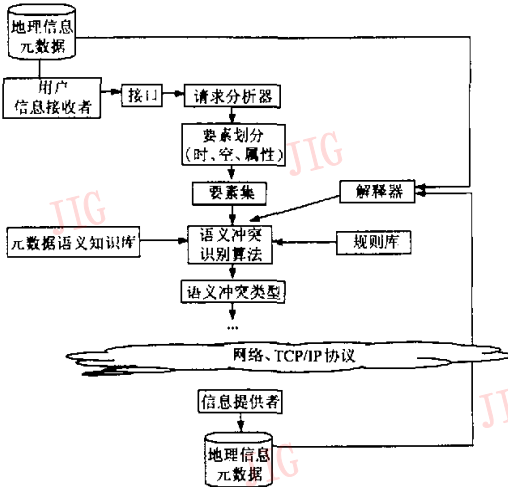 地理信息
元数据
用户
信息接收者
接口
请求分析器
要素划分
(时、空、属性)
JIG
要素集
解释器
JIG
元数据语义知识库
语义冲突
识别算法
规则库
语义冲突类型
...
网络、TCP/IP协议
信息提供者
JIG
地理信息
元数据
JIG